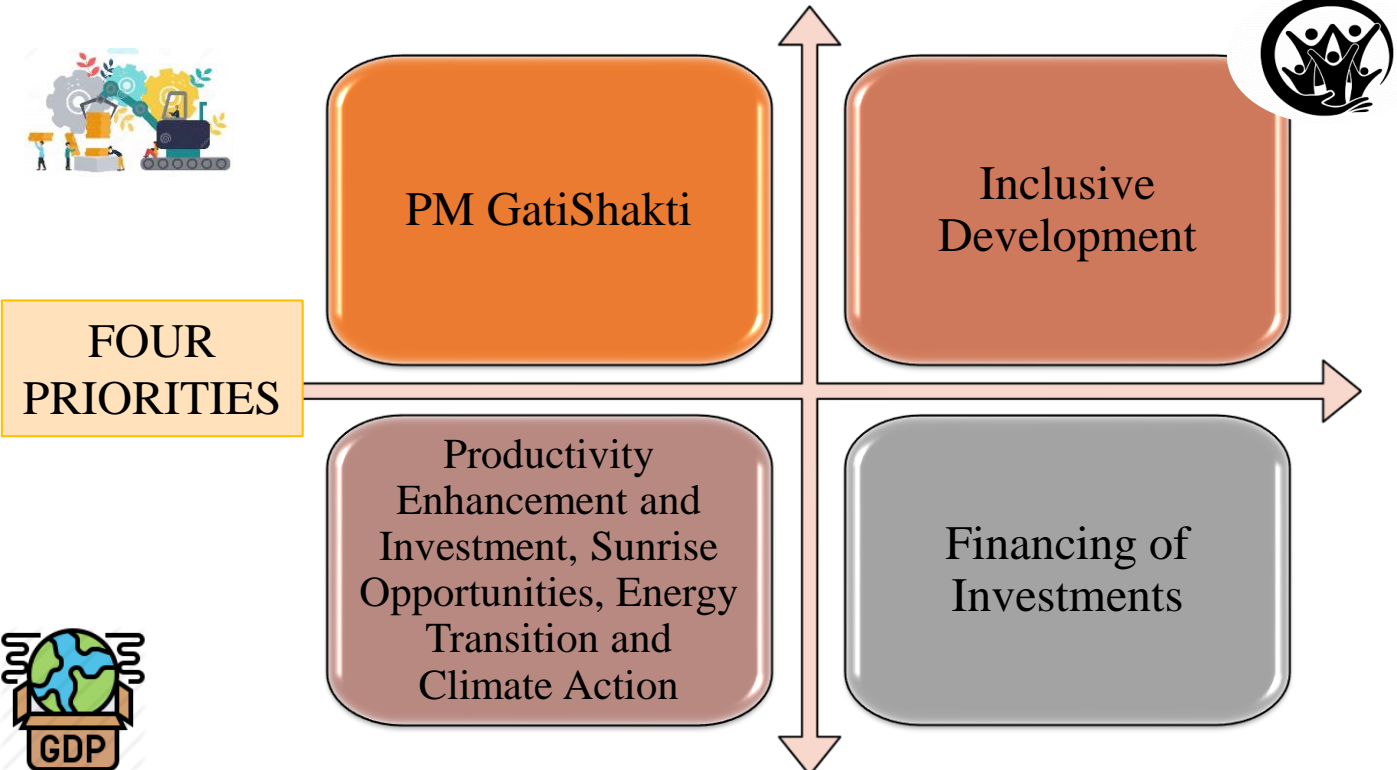 PM GatiShakti
Inclusive
Development
FOUR
PRIORITIES
Productivity
Enhancement and
Investment, Sunrise
Opportunities, Energy
Transition and
Climate Action
Financing of
Investments
GDP